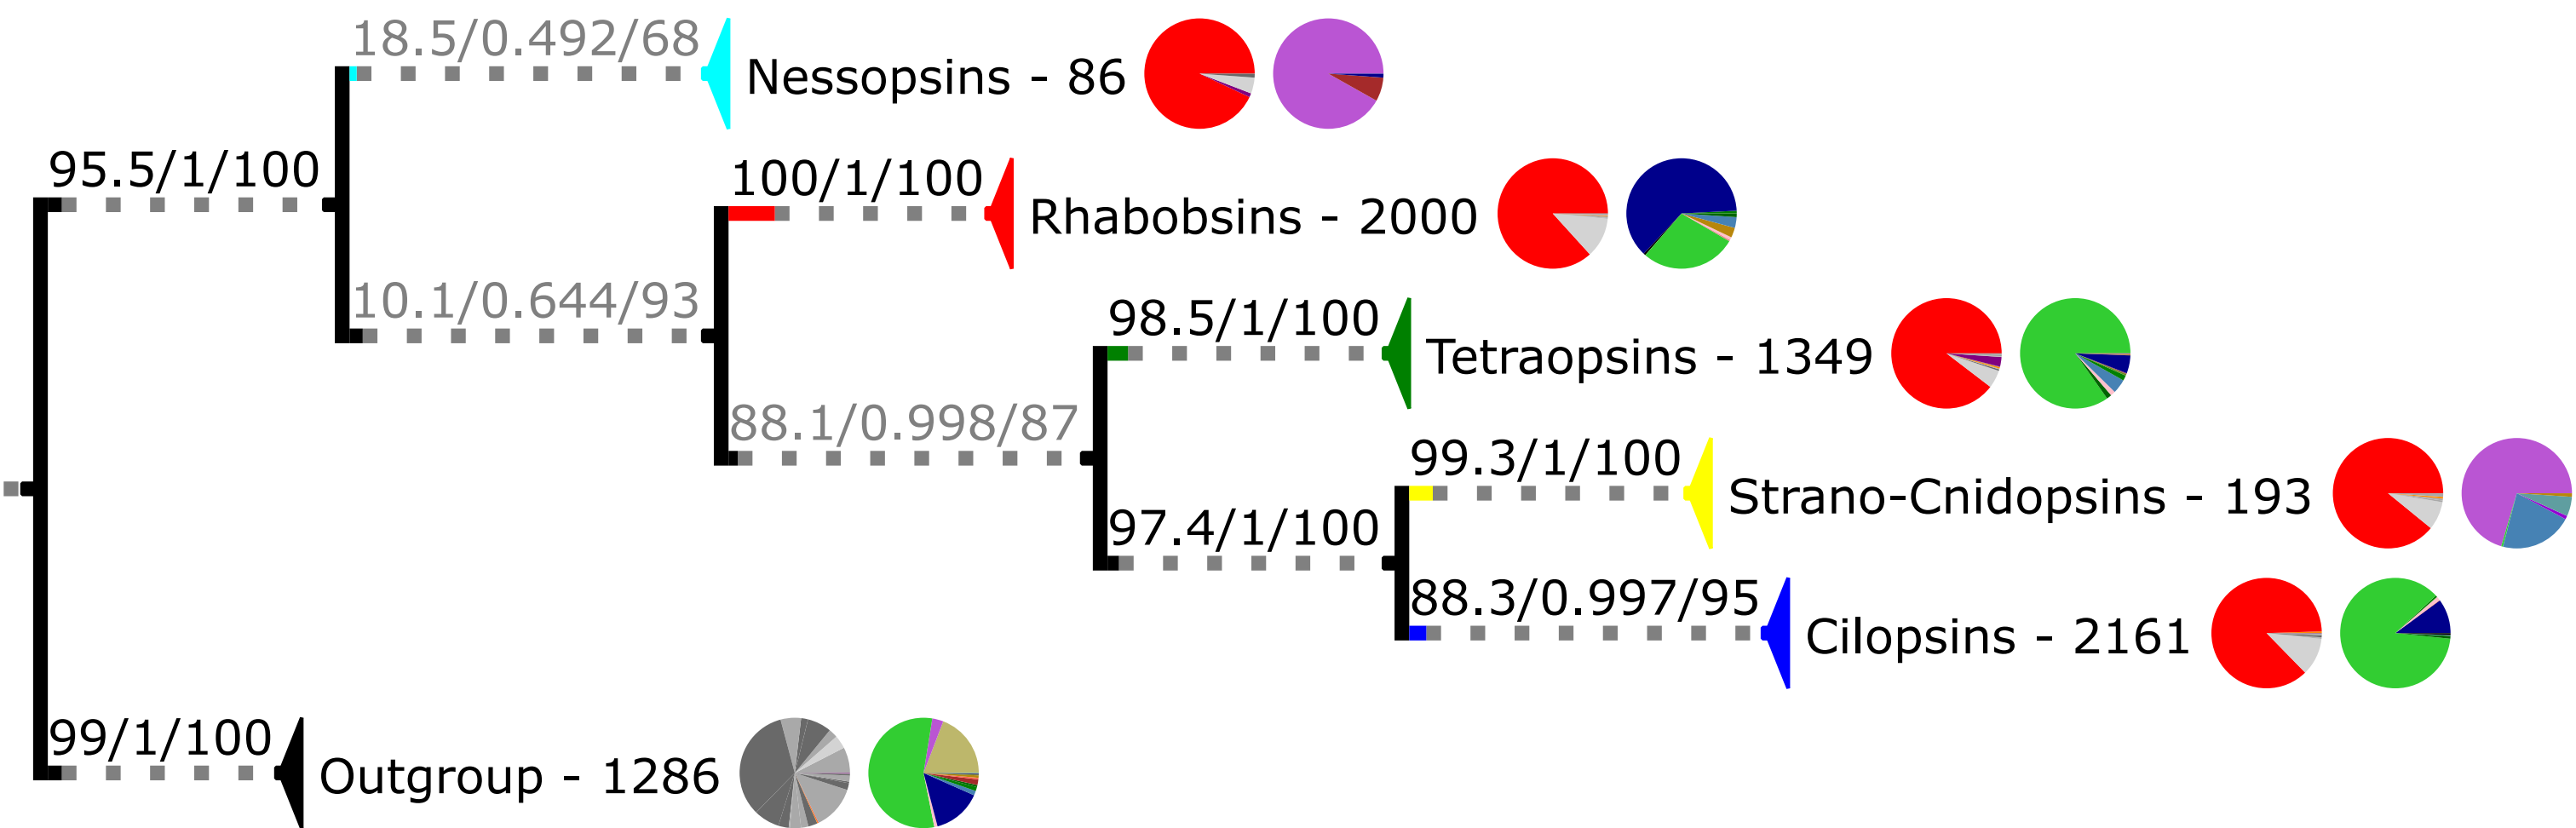 18.5/0.492/68
Nessopsins - 86
95.5/1/100
100/1/100
Rhabobsins - 2000
10.1/0.644/93
98.5/1/100
Tetraopsins - 1349
88.1/0.998/87
99.3/1/100
Strano-Cnidopsins - 193
97.4/1/100
88.3/0.997/95
Cilopsins - 2161
99/1/100
Outgroup - 1286